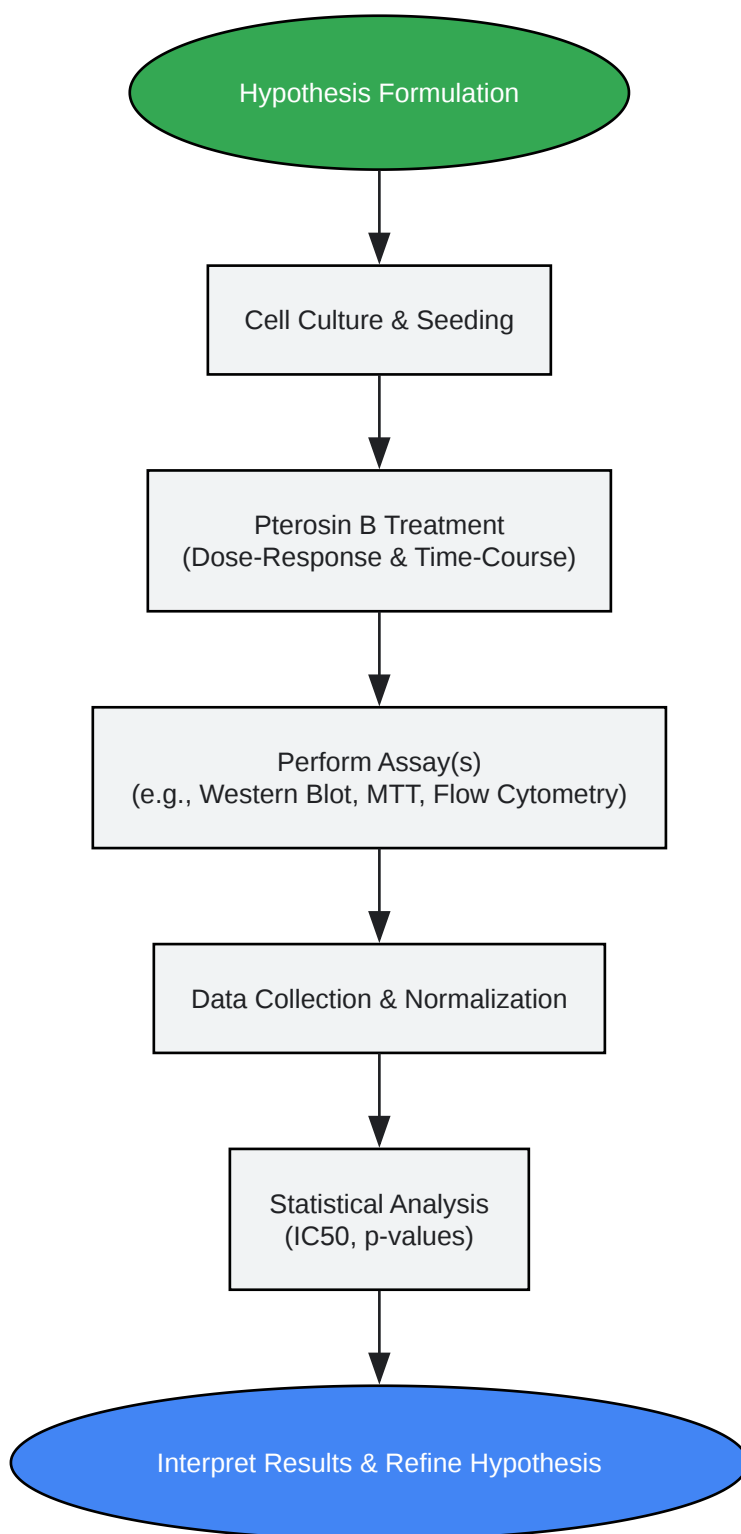 Hypothesis Formulation
Cell Culture & Seeding
Pterosin B Treatment
(Dose-Response & Time-Course)
Perform Assay(s)
(e.g., Western Blot, MTT, Flow Cytometry)
Data Collection & Normalization
Statistical Analysis
(IC50, p-values)
Interpret Results & Refine Hypothesis